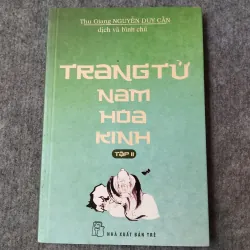 Thu Giang NGUYỄN DUY CẦN
dịch và bình chú
TRANG TỬ
NAM
HOA
KINH
TẬP II
NHÀ XUẤT BẢN TRẺ